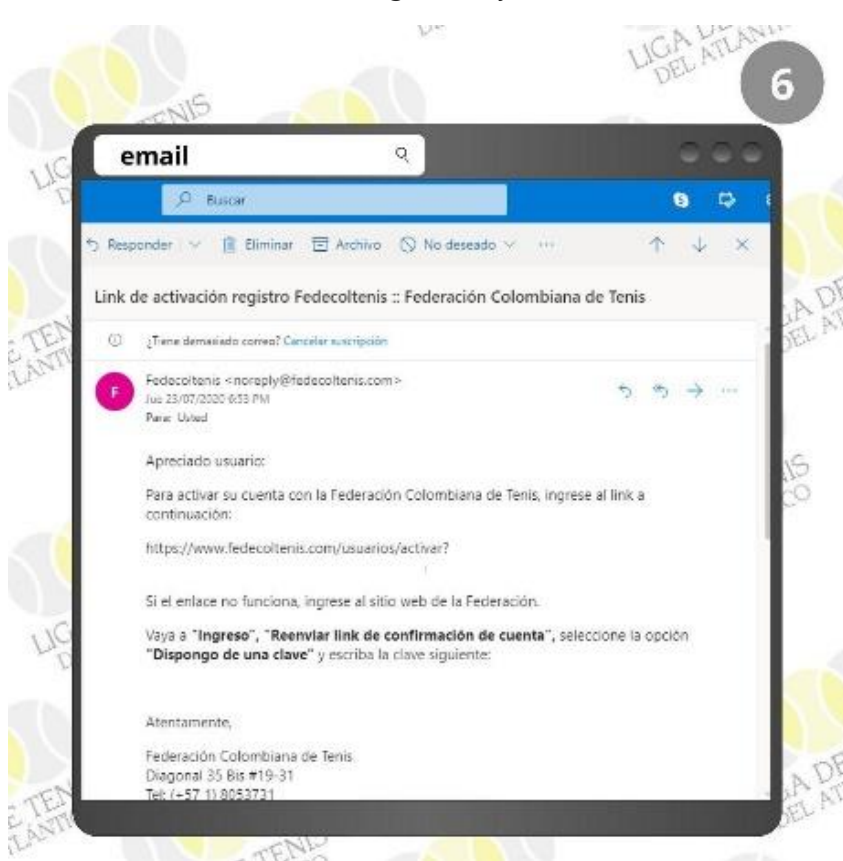 LIGA DE TENIS
DEL ATLÁNTICO
6
email
Buscar
Responder Eliminar Archivo No deseado ...
Link de activación registro Fedecoltenis :: Federación Colombiana de Tenis
¿Tiene demasiado correo? Cancelar suscripción
F
Fedecoltenis <noreply@fedecoltenis.com>
Jue 23/07/2020 6:53 PM
Para: Usted
Apreciado usuario:
Para activar su cuenta con la Federación Colombiana de Tenis, ingrese al link a
continuación:
https://www.fedecoltenis.com/usuarios/activar?
Si el enlace no funciona, ingrese al sitio web de la Federación.
Vaya a "Ingreso", "Reenviar link de confirmación de cuenta", seleccione la opción
"Dispongo de una clave" y escriba la clave siguiente:
Atentamente,
Federación Colombiana de Tenis
Diagonal 35 Bis #19-31
Tel: (+57 1) 8053731